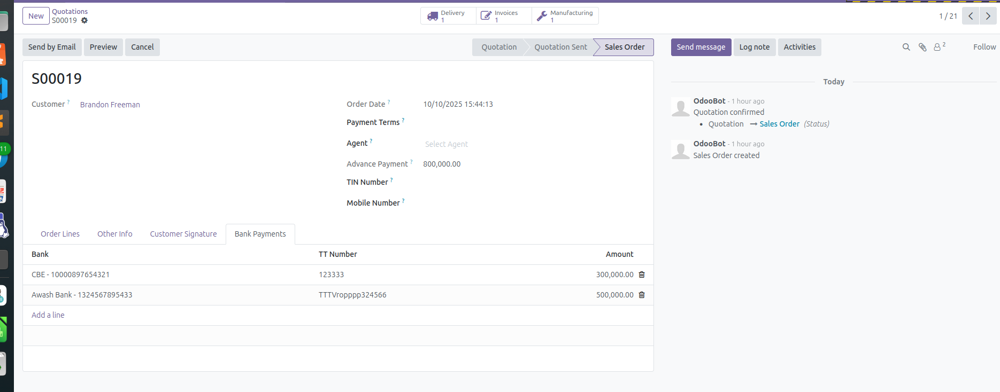 New
Quotations
S00019
Delivery
1
Invoices
1
Manufacturing
1
1 / 21
Send by Email
Preview
Cancel
Quotation
Quotation Sent
Sales Order
Send message
Log note
Activities
2
Follow
S00019
Customer ?
Brandon Freeman
Order Date ?
10/10/2025 15:44:13
Payment Terms ?
Agent ?
Select Agent
Advance Payment ?
800,000.00
TIN Number ?
Mobile Number ?
Order Lines
Other Info
Customer Signature
Bank Payments
Bank
TT Number
Amount
CBE - 10000897654321
123333
300,000.00
Awash Bank - 1324567895433
TTTVropppp324566
500,000.00
Add a line
Today
OdooBot - 1 hour ago
Quotation confirmed
• Quotation → Sales Order (Status)
OdooBot - 1 hour ago
Sales Order created
11